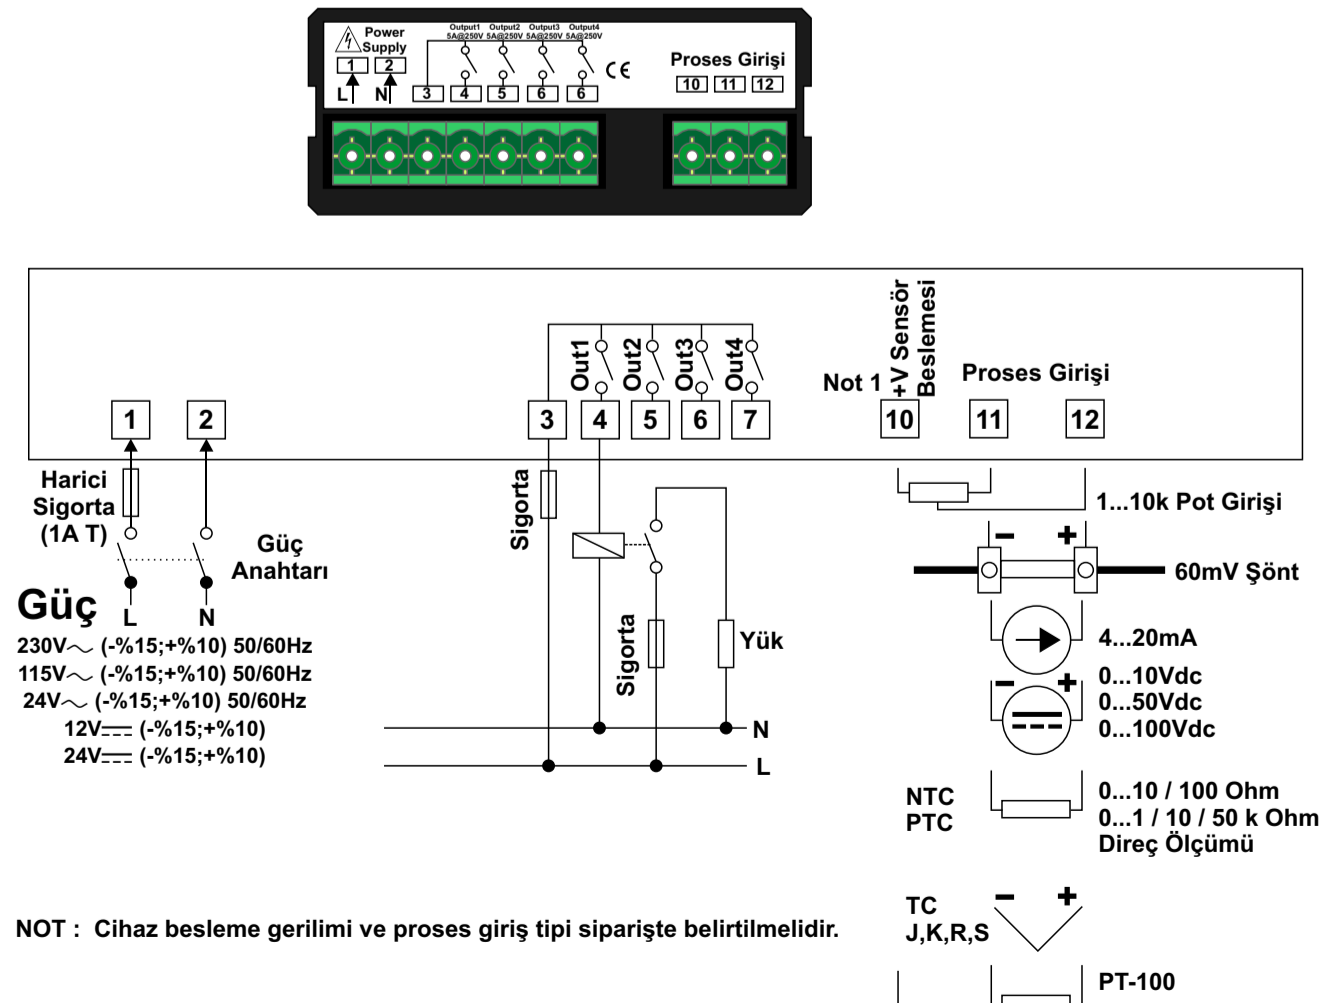 Power
Supply
Output1 Output2 Output3 Output4
5A@250V 5A@250V 5A@250V 5A@250V
1 2
L N
3 4 5 6 6
CE
Proses Girişi
10 11 12
Out1 Out2 Out3 Out4
Not 1
+V Sensör
Beslemesi
Proses Girişi
1 2 3 4 5 6 7 10 11 12
Harici
Sigorta
(1A T)
Güç
Anahtarı
Güç
L N
230V (-%15;+%10) 50/60Hz
115V (-%15;+%10) 50/60Hz
24V (-%15;+%10) 50/60Hz
12V (-%15;+%10)
24V (-%15;+%10)
Sigorta
Sigorta
Yük
N
L
1...10k Pot Girişi
- +
60mV Şönt
4...20mA
- +
0...10Vdc
0...50Vdc
0...100Vdc
NTC
PTC
0...10 / 100 Ohm
0...1 / 10 / 50 k Ohm
Direç Ölçümü
TC
J,K,R,S
- +
PT-100
NOT : Cihaz besleme gerilimi ve proses giriş tipi siparişte belirtilmelidir.